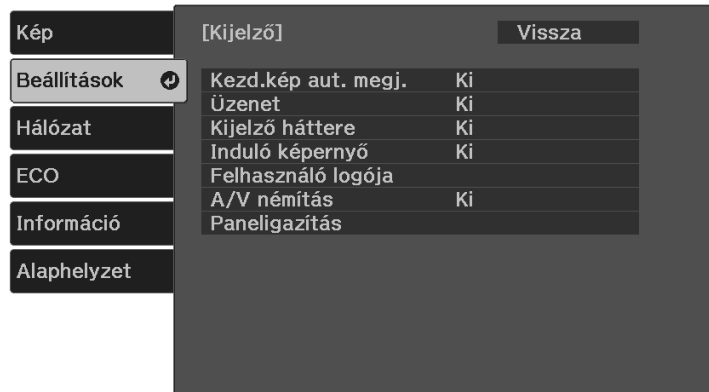 Kép
Beállítások
Hálózat
ECO
Információ
Alaphelyzet
[Kijelző] Vissza
Kezd.kép aut. megj. Ki
Üzenet Ki
Kijelző háttere Ki
Induló képernyő Ki
Felhasználó logója
A/V némítás Ki
Paneligazítás